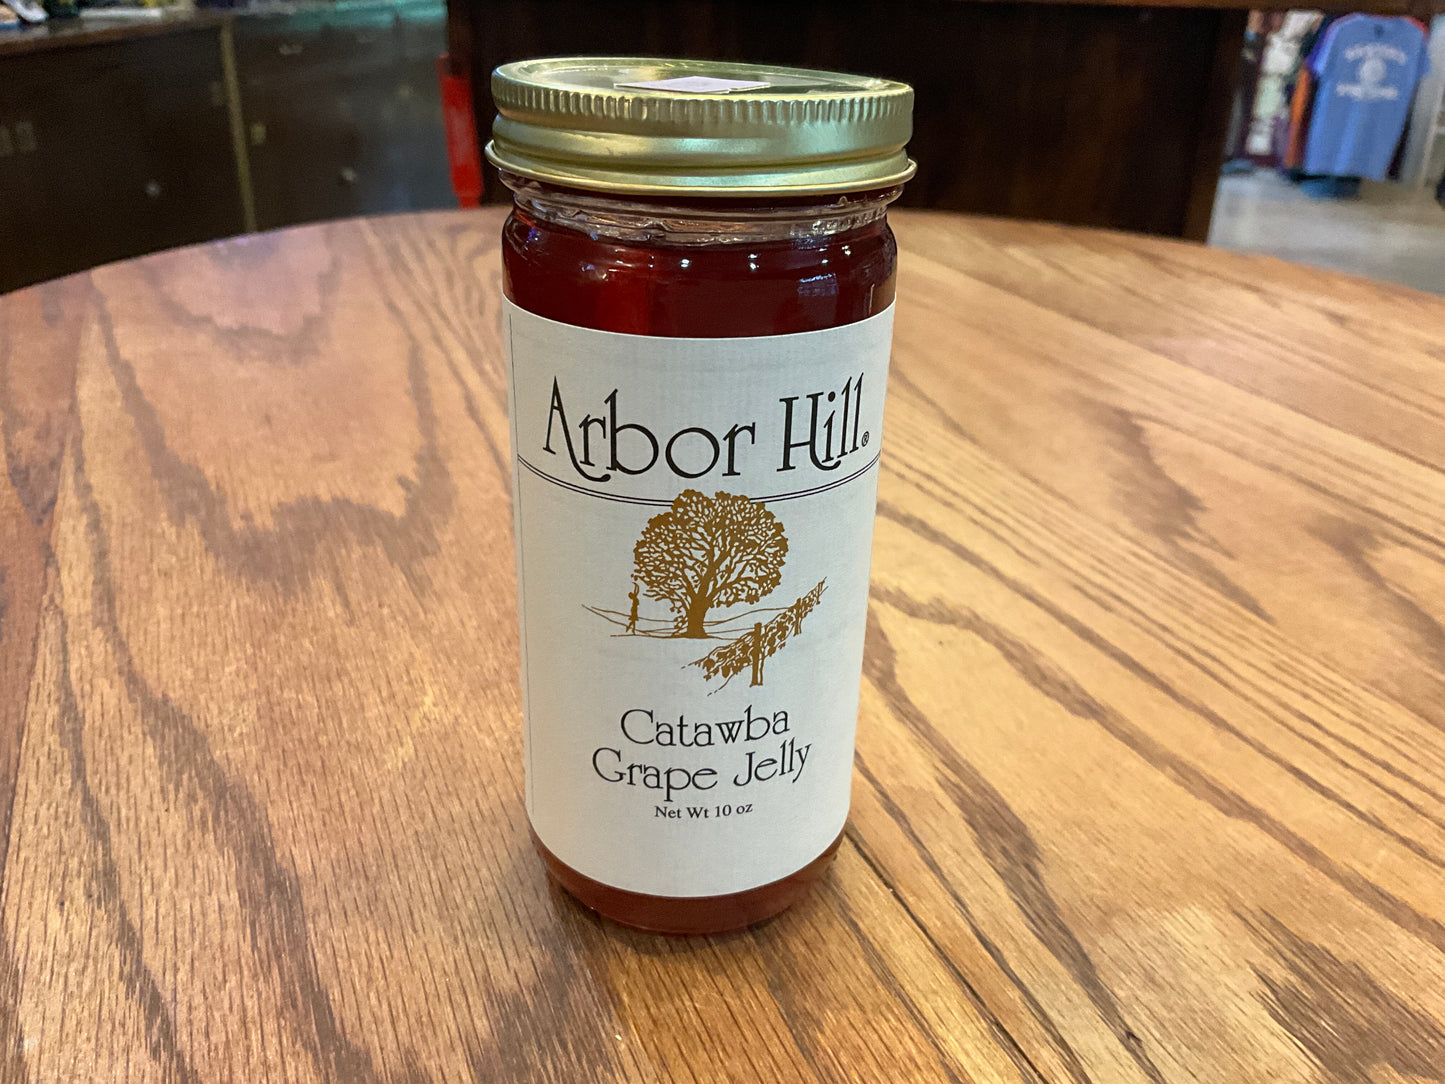 Arbor Hill®
Catawba
Grape Jelly
Net Wt 10 oz